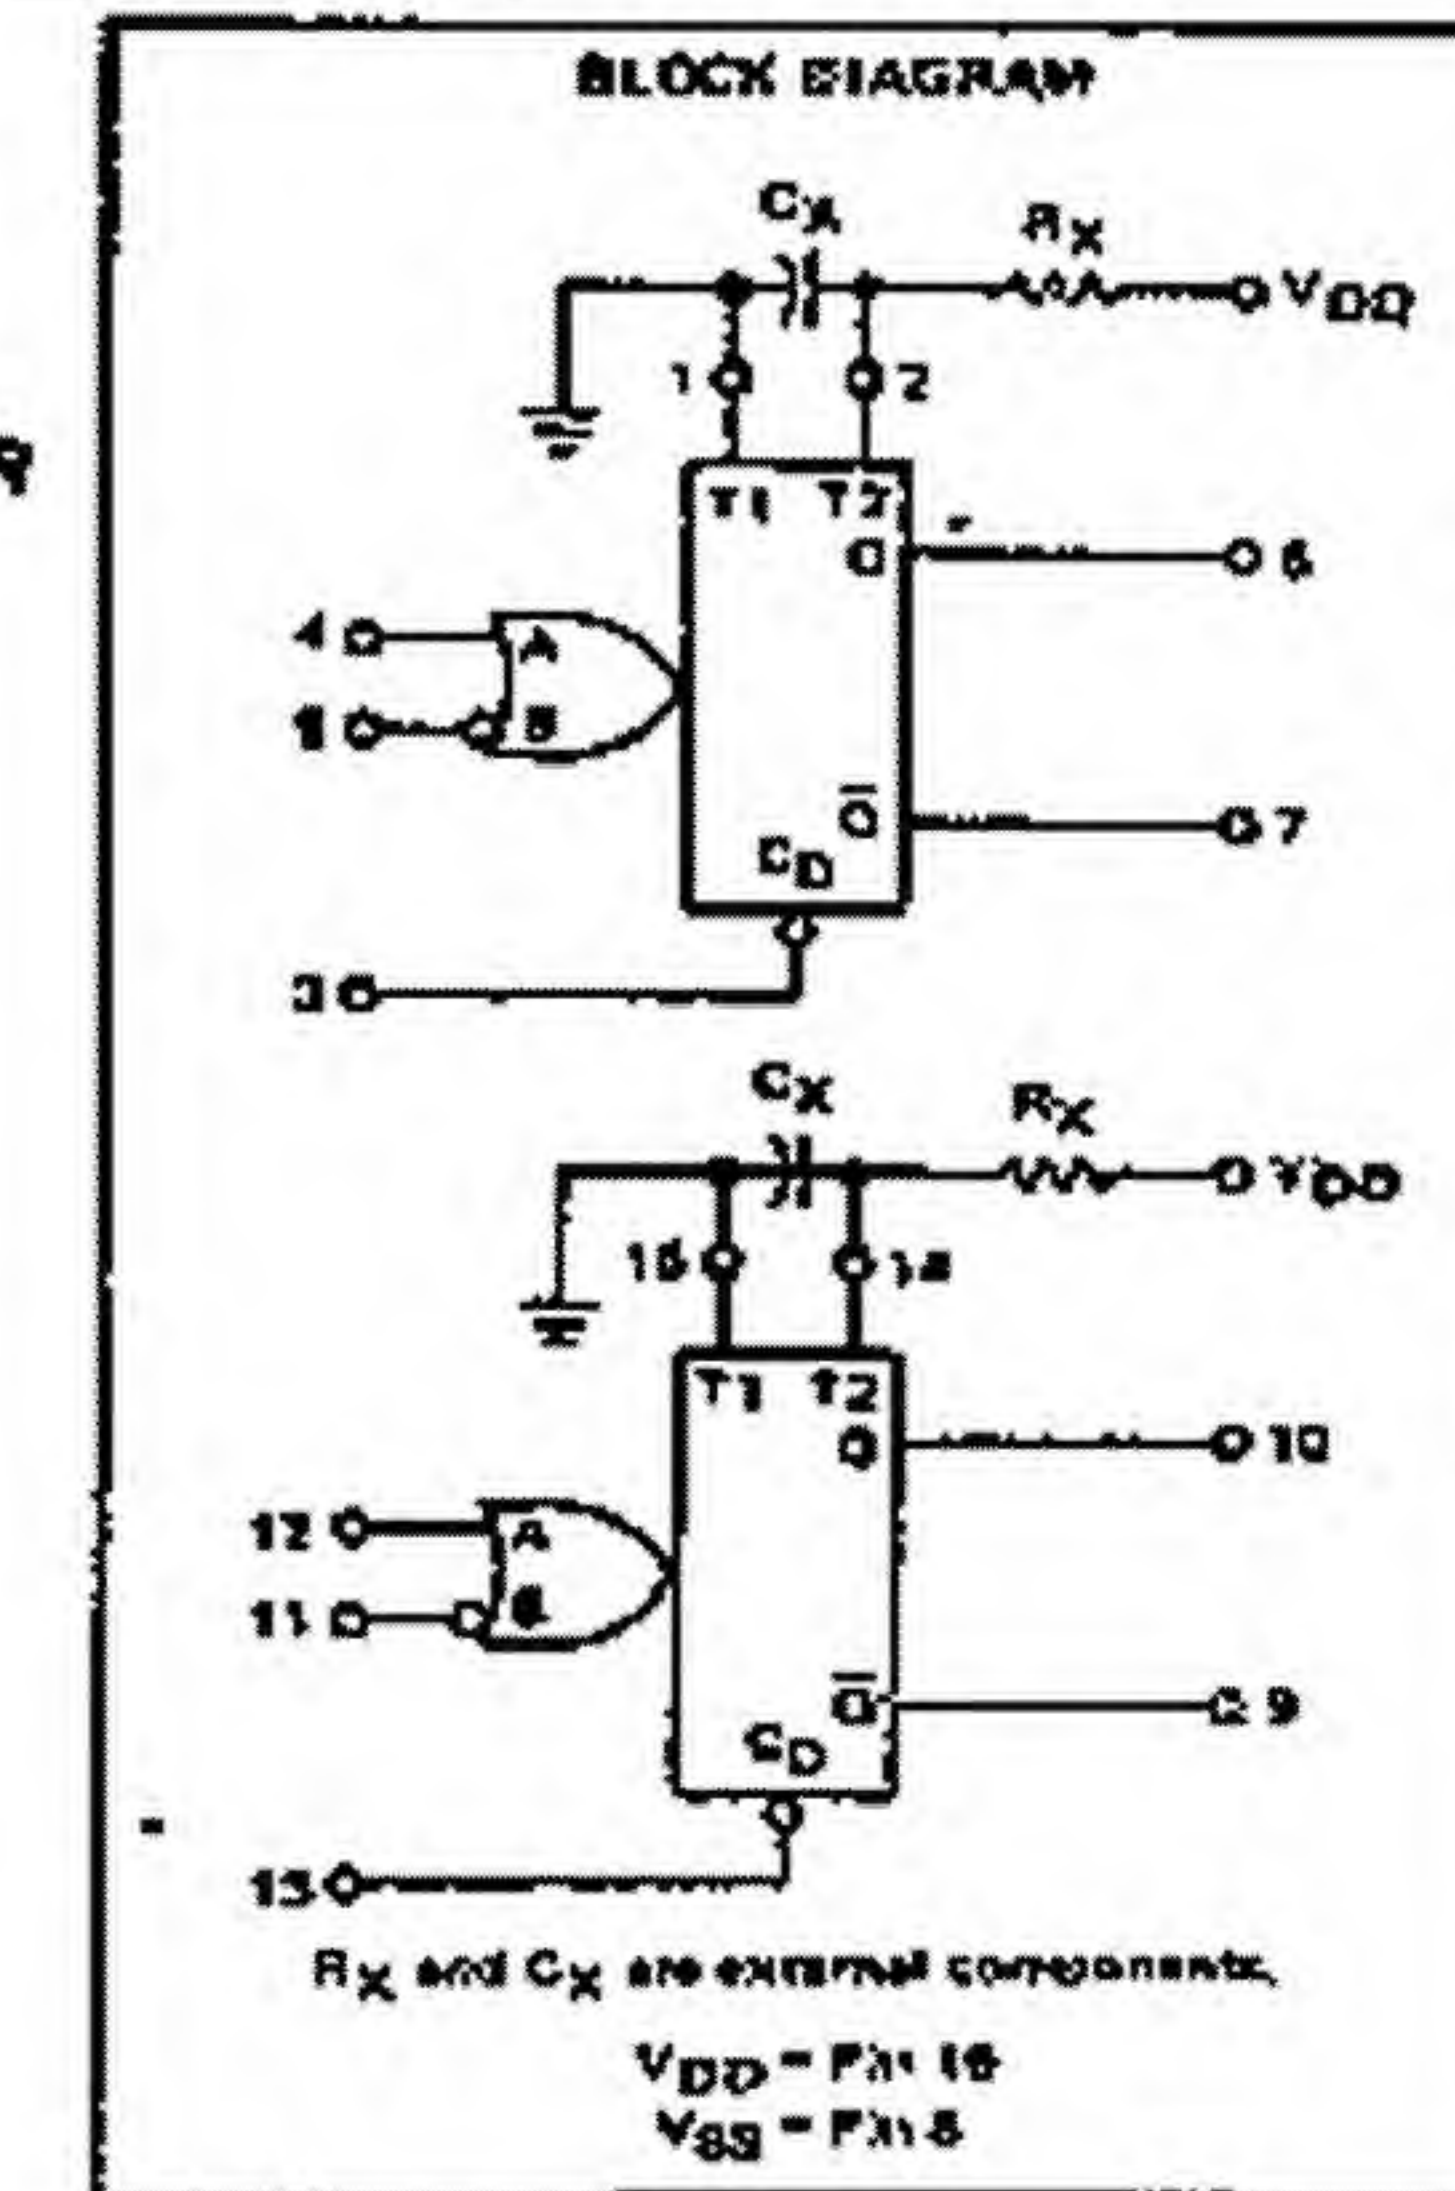 BLOCK DIAGRAM
CX
RX
VDD
1
2
T1 T2
Q
6
4
A
5
B
Q̅
7
CD
3
CX
RX
VDD
15
14
T1 T2
Q
10
12
A
11
B
Q̅
9
CD
13
RX and CX are external components.
VDD = Pin 16
VSS = Pin 8